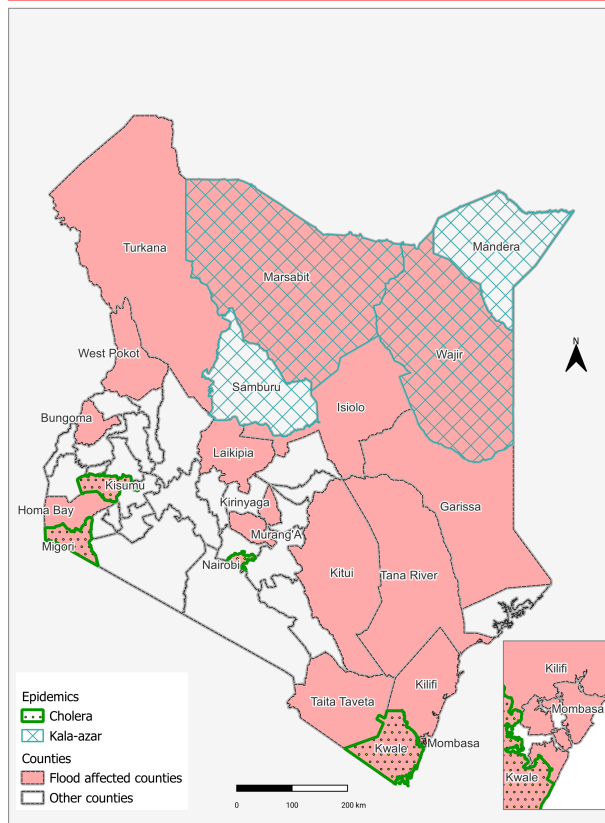 Turkana
Marsabit
Mandera
Wajir
West Pokot
Samburu
Isiolo
Bungoma
Laikipia
Kisumu
Kirinyaga
Homa Bay
Garissa
Murang'A
Migori
Nairobi
Kitui
Tana River
Kilifi
Taita Taveta
Kwale
Mombasa
N
Kilifi
Mombasa
Kwale
Epidemics
Cholera
Kala-azar
Counties
Flood affected counties
Other counties
0 100 200 km